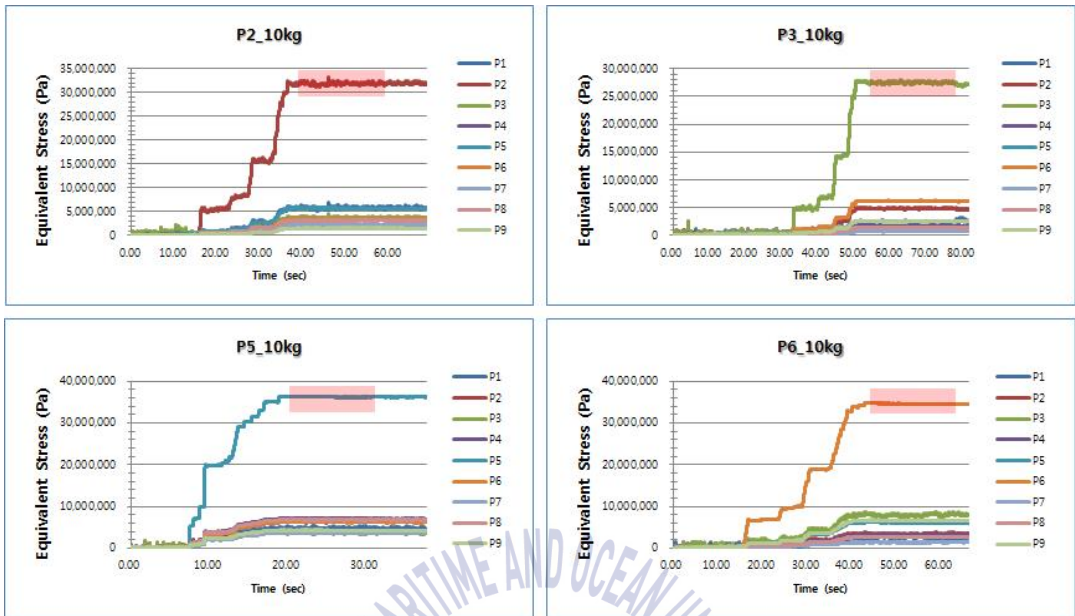 P2_10kg
Equivalent Stress (Pa)
35,000,000
30,000,000
25,000,000
20,000,000
15,000,000
10,000,000
5,000,000
0
0.00 10.00 20.00 30.00 40.00 50.00 60.00
Time (sec)
P1
P2
P3
P4
P5
P6
P7
P8
P9
P3_10kg
Equivalent Stress (Pa)
30,000,000
25,000,000
20,000,000
15,000,000
10,000,000
5,000,000
0
0.00 10.00 20.00 30.00 40.00 50.00 60.00 70.00 80.00
Time (sec)
P1
P2
P3
P4
P5
P6
P7
P8
P9
P5_10kg
Equivalent Stress (Pa)
40,000,000
30,000,000
20,000,000
10,000,000
0
0.00 10.00 20.00 30.00
Time (sec)
P1
P2
P3
P4
P5
P6
P7
P8
P9
P6_10kg
Equivalent Stress (Pa)
40,000,000
30,000,000
20,000,000
10,000,000
0
0.00 10.00 20.00 30.00 40.00 50.00 60.00
Time (sec)
P1
P2
P3
P4
P5
P6
P7
P8
P9
AND OCEAN